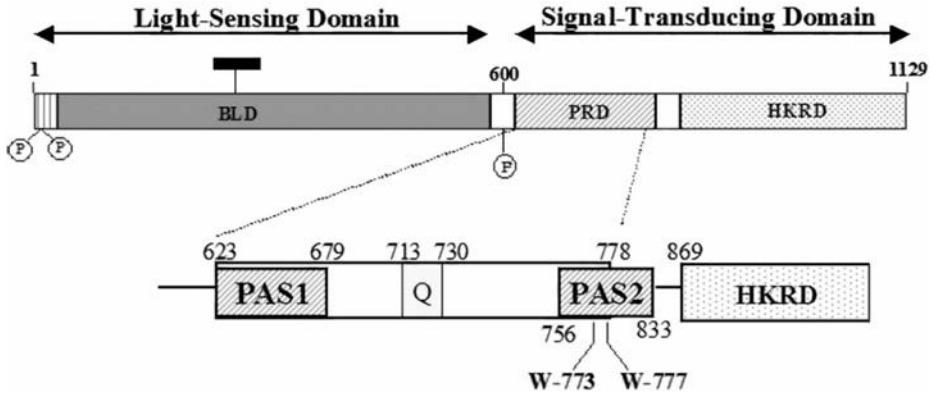 Light-Sensing Domain Signal-Transducing Domain
1 600 1129
BLD PRD HKRD
P P P
623 679 713 730 778 869
PAS1 Q PAS2 HKRD
756 833
W-773 W-777